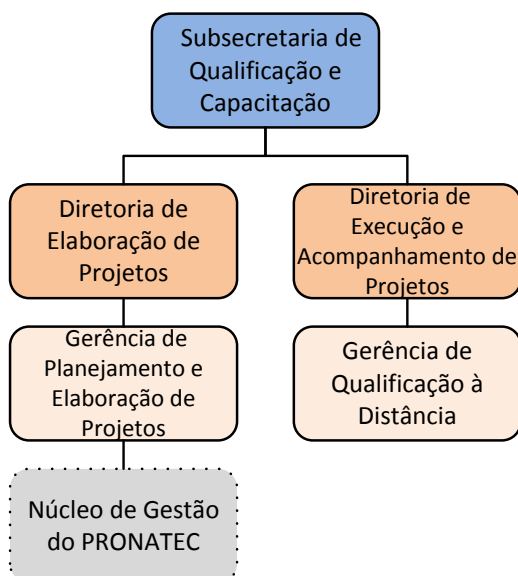 Subsecretaria de
Qualificação e
Capacitação
Diretoria de
Elaboração de
Projetos
Diretoria de
Execução e
Acompanhamento de
Projetos
Gerência de
Planejamento e
Elaboração de
Projetos
Gerência de
Qualificação à
Distância
Núcleo de Gestão
do PRONATEC